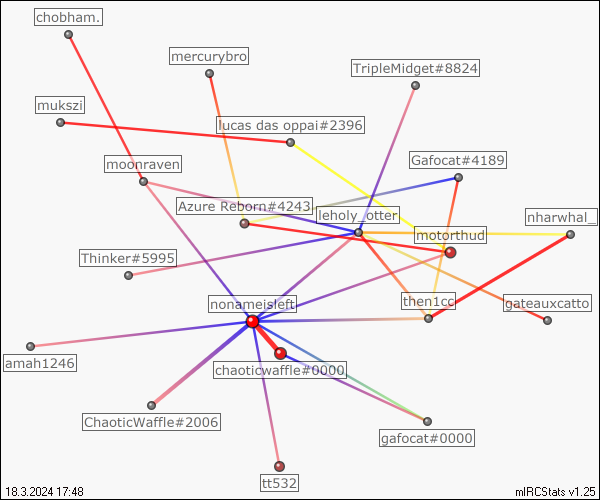 chobham.
mercurybro
TripleMidget#8824
mukszi
lucas das oppai#2396
moonraven
Gafocat#4189
Azure Reborn#4243
leholy_otter
nharwhal_
motorthud
Thinker#5995
nonameisleft
then1cc
gateauxcatto
amah1246
chaoticwaffle#0000
ChaoticWaffle#2006
gafocat#0000
tt532
18.3.2024 17:48
mIRCStats v1.25